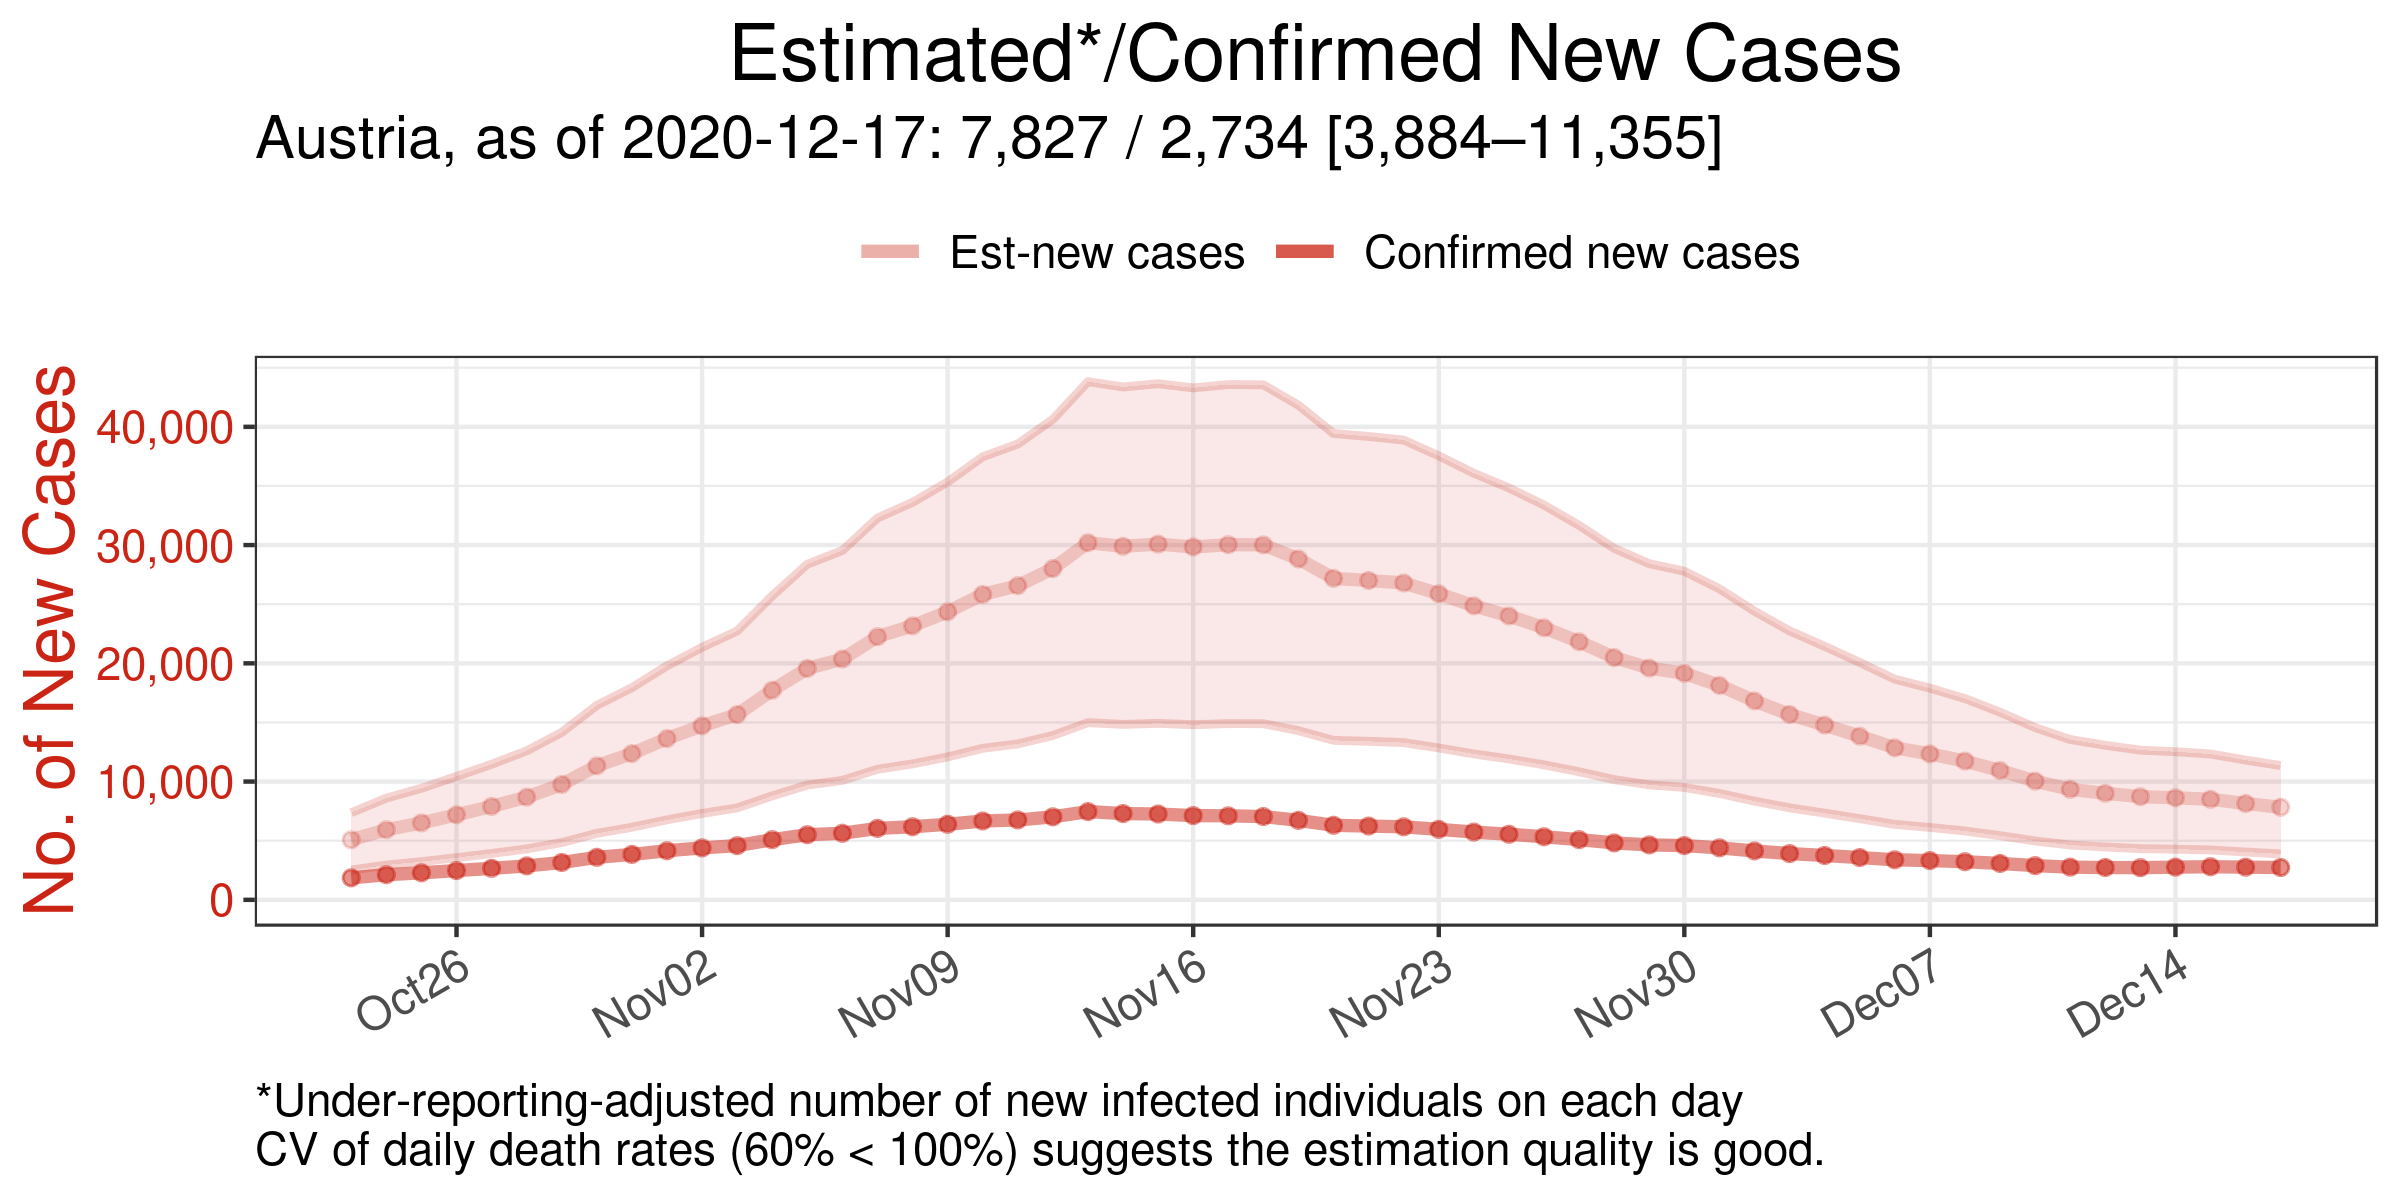 Estimated*/Confirmed New Cases
Austria, as of 2020-12-17: 7,827 / 2,734 [3,884–11,355]
Est-new cases
Confirmed new cases
No. of New Cases
40,000
30,000
20,000
10,000
0
Oct26
Nov02
Nov09
Nov16
Nov23
Nov30
Dec07
Dec14
*Under-reporting-adjusted number of new infected individuals on each day
CV of daily death rates (60% < 100%) suggests the estimation quality is good.